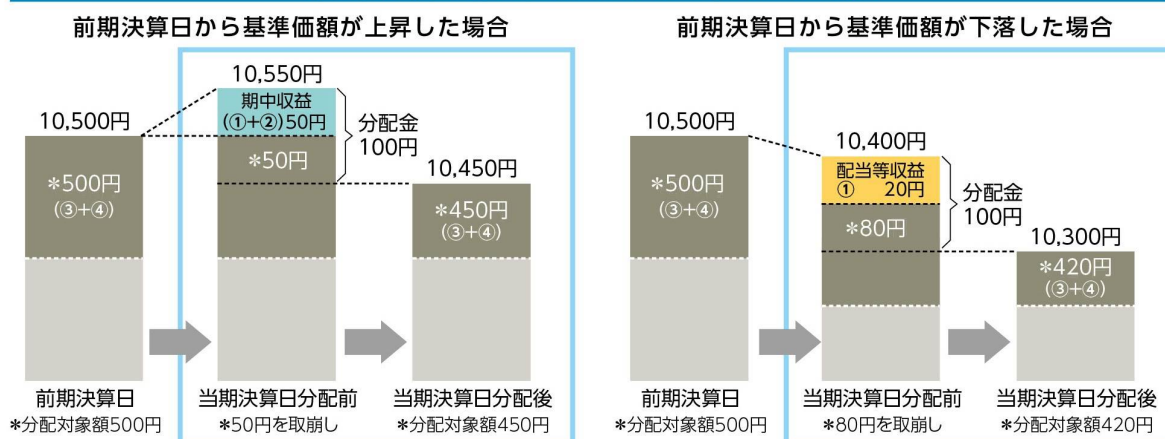 前期決算日から基準価額が上昇した場合
10,550円
10,500円
期中収益
(①+②)50円
分配金
100円
*500円
(③+④)
*50円
10,450円
*450円
(③+④)
前期決算日
*分配対象額500円
当期決算日分配前
*50円を取崩し
当期決算日分配後
*分配対象額450円
前期決算日から基準価額が下落した場合
10,500円
10,400円
配当等収益
① 20円
分配金
100円
*500円
(③+④)
*80円
10,300円
*420円
(③+④)
前期決算日
*分配対象額500円
当期決算日分配前
*80円を取崩し
当期決算日分配後
*分配対象額420円